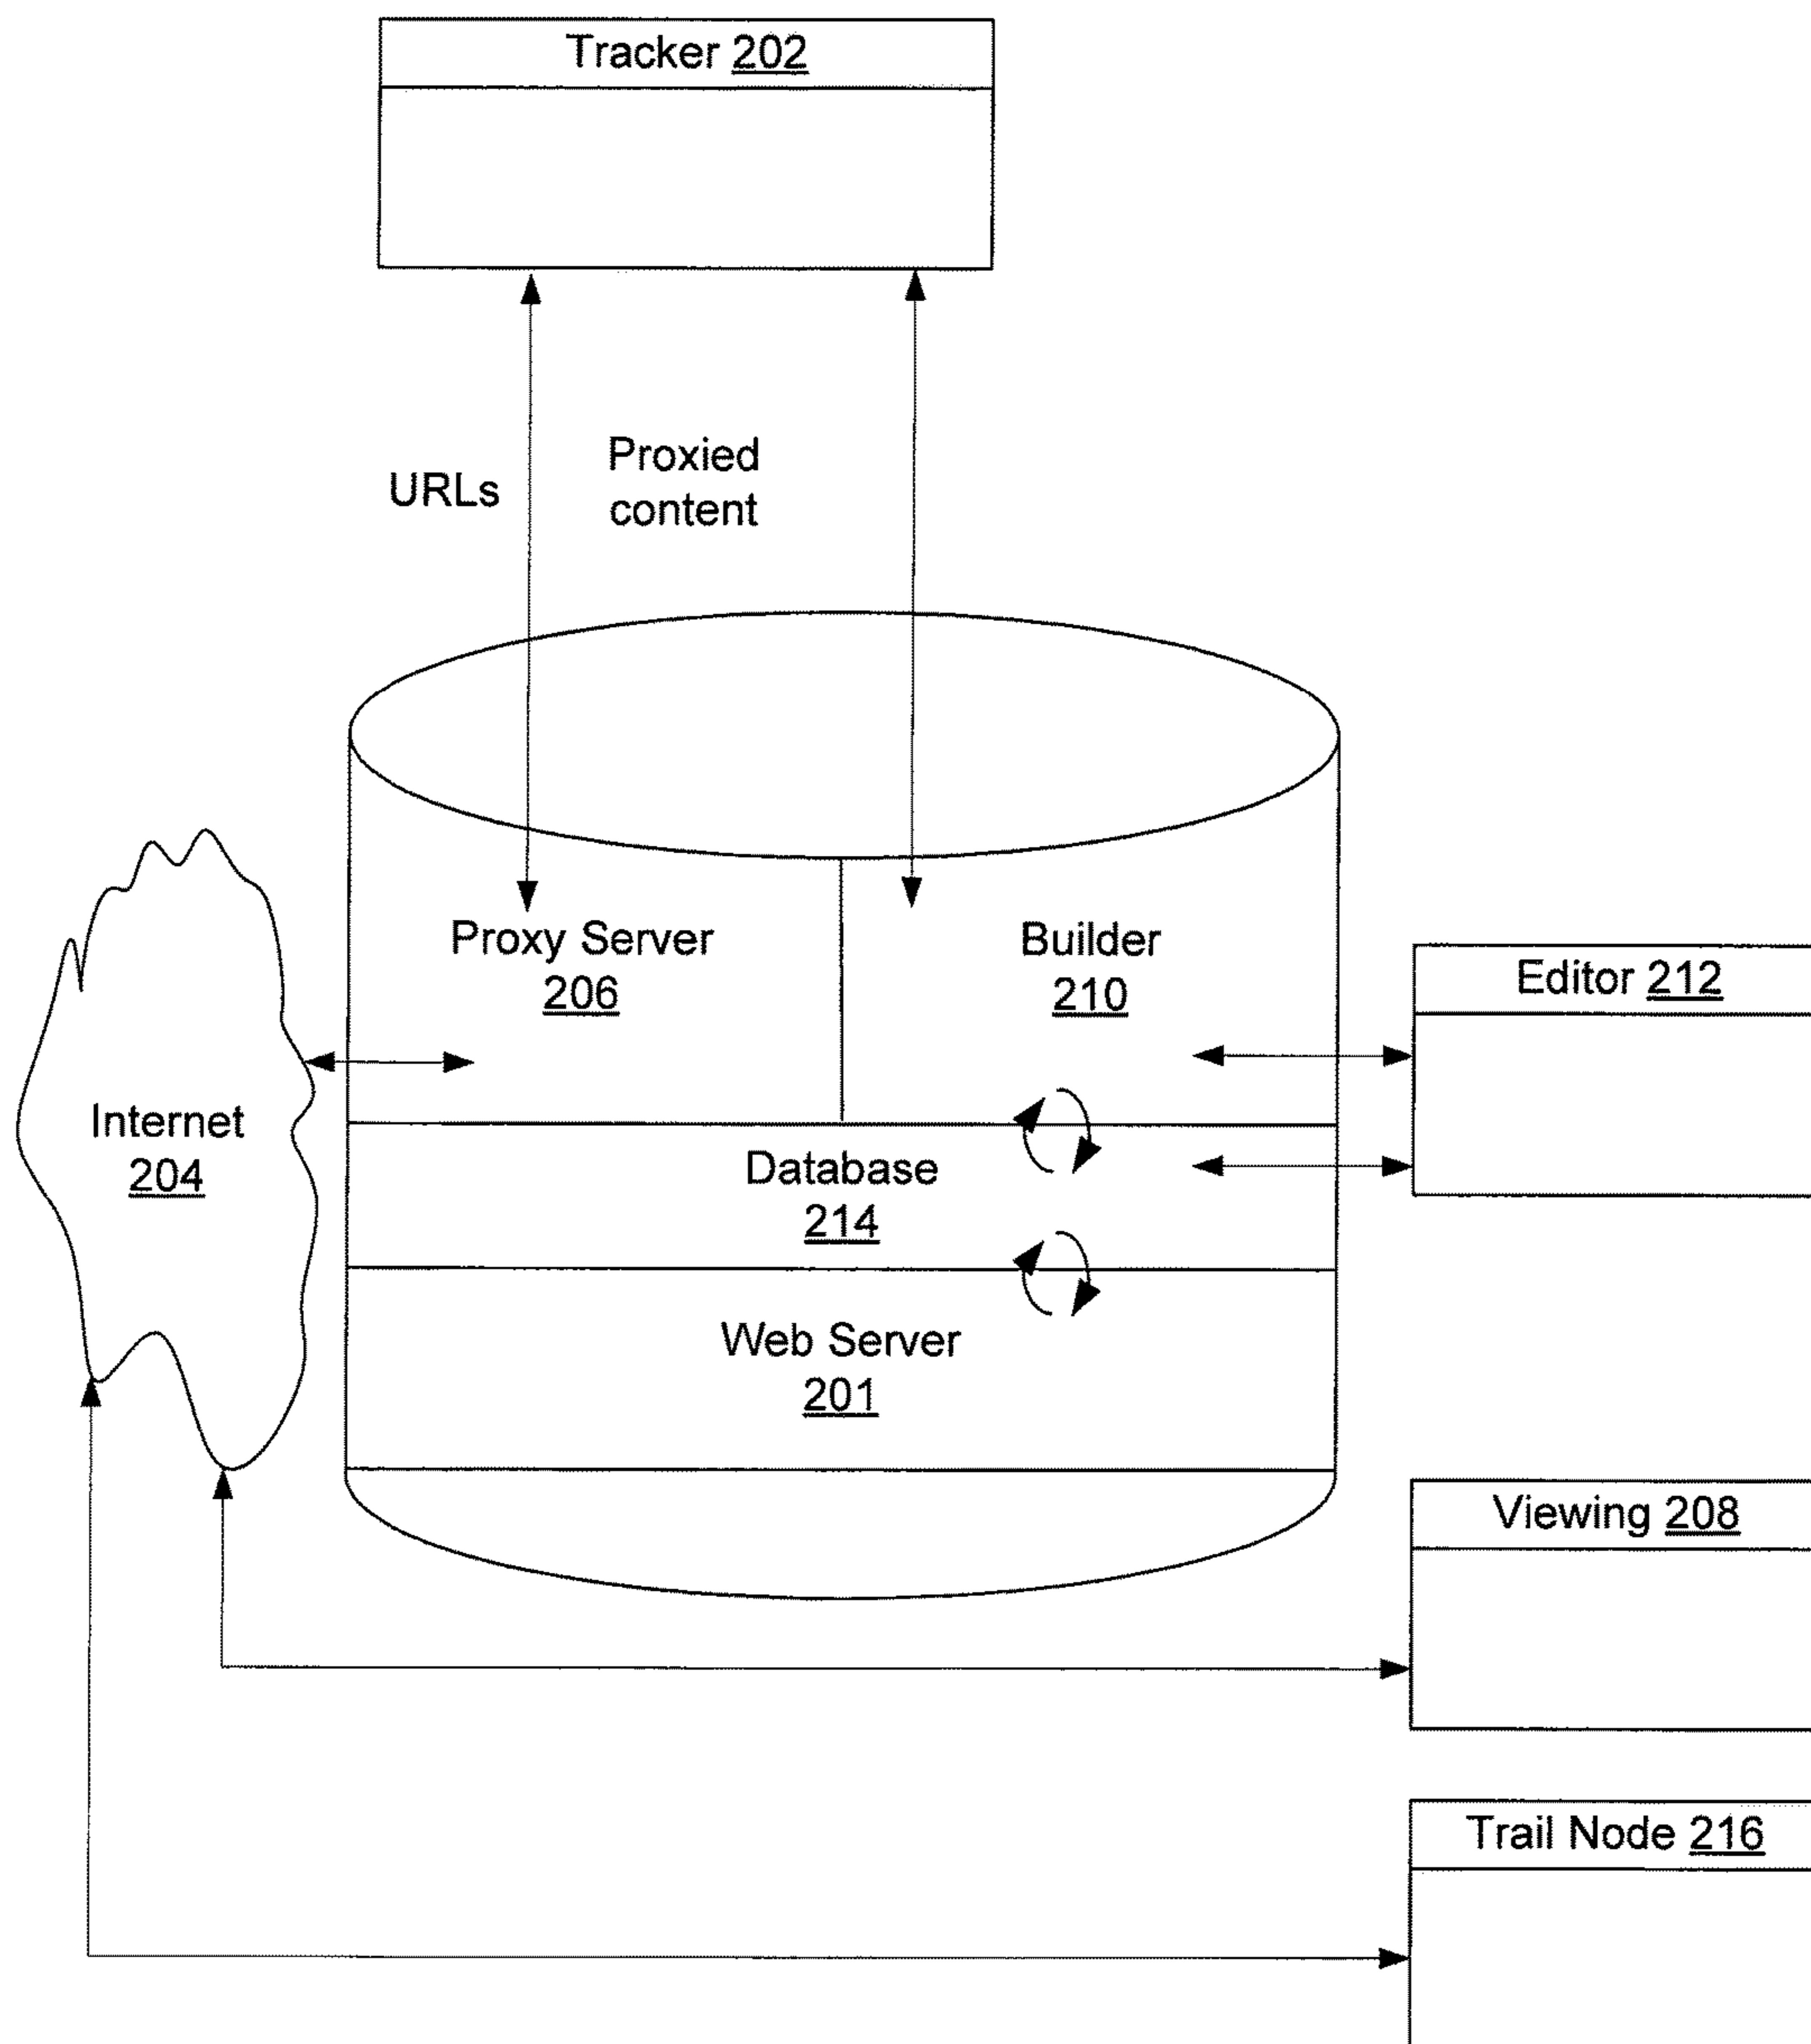 Tracker 202
URLs
Proxied
content
Proxy Server
206
Builder
210
Editor 212
Internet
204
Database
214
Web Server
201
Viewing 208
Trail Node 216